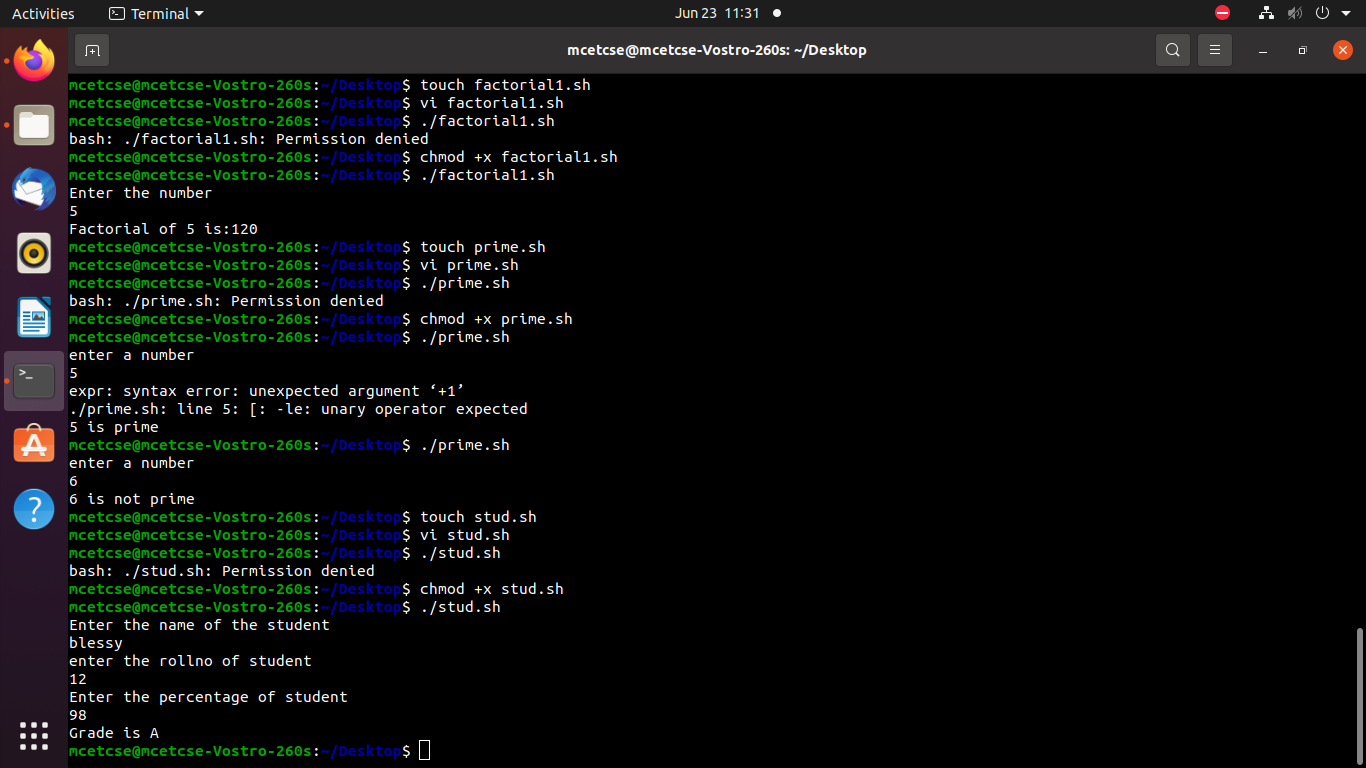 Activities Terminal Jun 23 11:31
mcetcse@mcetcse-Vostro-260s: ~/Desktop
mcetcse@mcetcse-Vostro-260s:~/Desktop$ touch factorial1.sh
mcetcse@mcetcse-Vostro-260s:~/Desktop$ vi factorial1.sh
mcetcse@mcetcse-Vostro-260s:~/Desktop$ ./factorial1.sh
bash: ./factorial1.sh: Permission denied
mcetcse@mcetcse-Vostro-260s:~/Desktop$ chmod +x factorial1.sh
mcetcse@mcetcse-Vostro-260s:~/Desktop$ ./factorial1.sh
Enter the number
5
Factorial of 5 is:120
mcetcse@mcetcse-Vostro-260s:~/Desktop$ touch prime.sh
mcetcse@mcetcse-Vostro-260s:~/Desktop$ vi prime.sh
mcetcse@mcetcse-Vostro-260s:~/Desktop$ ./prime.sh
bash: ./prime.sh: Permission denied
mcetcse@mcetcse-Vostro-260s:~/Desktop$ chmod +x prime.sh
mcetcse@mcetcse-Vostro-260s:~/Desktop$ ./prime.sh
enter a number
5
expr: syntax error: unexpected argument ‘+1’
./prime.sh: line 5: [: -le: unary operator expected
5 is prime
mcetcse@mcetcse-Vostro-260s:~/Desktop$ ./prime.sh
enter a number
6
6 is not prime
mcetcse@mcetcse-Vostro-260s:~/Desktop$ touch stud.sh
mcetcse@mcetcse-Vostro-260s:~/Desktop$ vi stud.sh
mcetcse@mcetcse-Vostro-260s:~/Desktop$ ./stud.sh
bash: ./stud.sh: Permission denied
mcetcse@mcetcse-Vostro-260s:~/Desktop$ chmod +x stud.sh
mcetcse@mcetcse-Vostro-260s:~/Desktop$ ./stud.sh
Enter the name of the student
blessy
enter the rollno of student
12
Enter the percentage of student
98
Grade is A
mcetcse@mcetcse-Vostro-260s:~/Desktop$